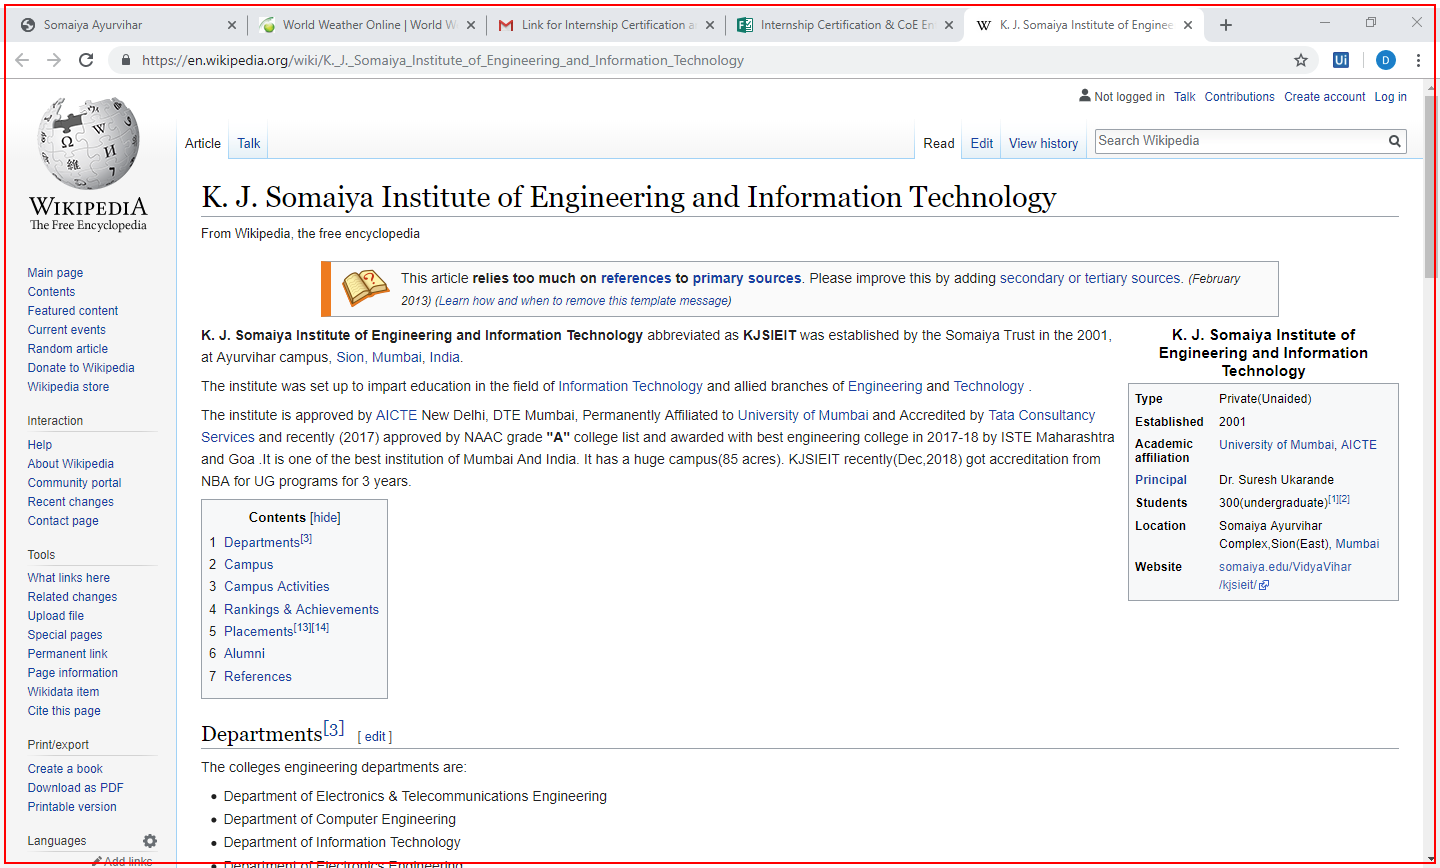 Somaiya Ayurvihar
World Weather Online | World We
Link for Internship Certification a
Internship Certification & CoE En
K. J. Somaiya Institute of Enginee
https://en.wikipedia.org/wiki/K._J._Somaiya_Institute_of_Engineering_and_Information_Technology
Ui
D
Not logged in Talk Contributions Create account Log in
Article Talk
Read Edit View history
Search Wikipedia
WIKIPEDIA
The Free Encyclopedia
Main page
Contents
Featured content
Current events
Random article
Donate to Wikipedia
Wikipedia store
Interaction
Help
About Wikipedia
Community portal
Recent changes
Contact page
Tools
What links here
Related changes
Upload file
Special pages
Permanent link
Page information
Wikidata item
Cite this page
Print/export
Create a book
Download as PDF
Printable version
Languages
Add links
K. J. Somaiya Institute of Engineering and Information Technology
From Wikipedia, the free encyclopedia
This article relies too much on references to primary sources. Please improve this by adding secondary or tertiary sources. (February
2013) (Learn how and when to remove this template message)
K. J. Somaiya Institute of Engineering and Information Technology abbreviated as KJSIEIT was established by the Somaiya Trust in the 2001,
at Ayurvihar campus, Sion, Mumbai, India.
The institute was set up to impart education in the field of Information Technology and allied branches of Engineering and Technology .
The institute is approved by AICTE New Delhi, DTE Mumbai, Permanently Affiliated to University of Mumbai and Accredited by Tata Consultancy
Services and recently (2017) approved by NAAC grade "A" college list and awarded with best engineering college in 2017-18 by ISTE Maharashtra
and Goa .It is one of the best institution of Mumbai And India. It has a huge campus(85 acres). KJSIEIT recently(Dec,2018) got accreditation from
NBA for UG programs for 3 years.
K. J. Somaiya Institute of
Engineering and Information
Technology
Type Private(Unaided)
Established 2001
Academic
affiliation University of Mumbai, AICTE
Principal Dr. Suresh Ukarande
Students 300(undergraduate)[1][2]
Location Somaiya Ayurvihar
Complex,Sion(East), Mumbai
Website somaiya.edu/VidyaVihar
/kjsieit/
Contents [hide]
1 Departments[3]
2 Campus
3 Campus Activities
4 Rankings & Achievements
5 Placements[13][14]
6 Alumni
7 References
Departments[3] [ edit ]
The colleges engineering departments are:
• Department of Electronics & Telecommunications Engineering
• Department of Computer Engineering
• Department of Information Technology
• Department of Electronics Engineering